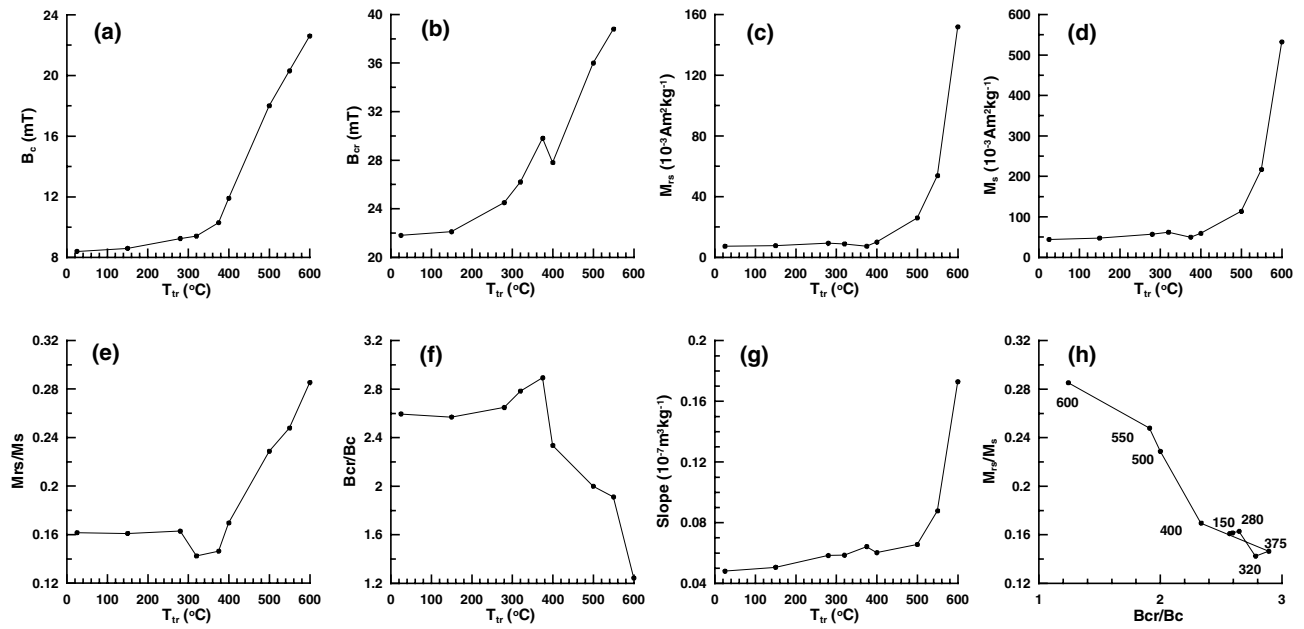 (a)
24
20
16
12
8
B_c (mT)
0 100 200 300 400 500 600
T_tr (°C)
(b)
40
36
32
28
24
20
B_cr (mT)
0 100 200 300 400 500 600
T_tr (°C)
(c)
160
120
80
40
0
M_rs (10⁻³Am²kg⁻¹)
0 100 200 300 400 500 600
T_tr (°C)
(d)
600
500
400
300
200
100
0
M_s (10⁻³Am²kg⁻¹)
0 100 200 300 400 500 600
T_tr (°C)
(e)
0.32
0.28
0.24
0.2
0.16
0.12
Mrs/Ms
0 100 200 300 400 500 600
T_tr (°C)
(f)
3.2
2.8
2.4
2
1.6
1.2
Bcr/Bc
0 100 200 300 400 500 600
T_tr (°C)
(g)
0.2
0.16
0.12
0.08
0.04
Slope (10⁻⁷m³kg⁻¹)
0 100 200 300 400 500 600
T_tr (°C)
(h)
0.32
0.28
0.24
0.2
0.16
0.12
M_rs/M_s
600
550
500
400
150
280
375
320
1 2 3
Bcr/Bc